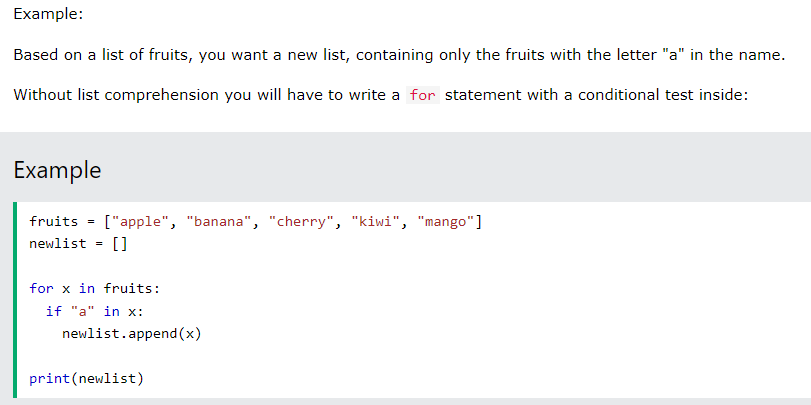 Example:
Based on a list of fruits, you want a new list, containing only the fruits with the letter "a" in the name.
Without list comprehension you will have to write a for statement with a conditional test inside:
Example
fruits = ["apple", "banana", "cherry", "kiwi", "mango"]
newlist = []
for x in fruits:
  if "a" in x:
    newlist.append(x)
print(newlist)